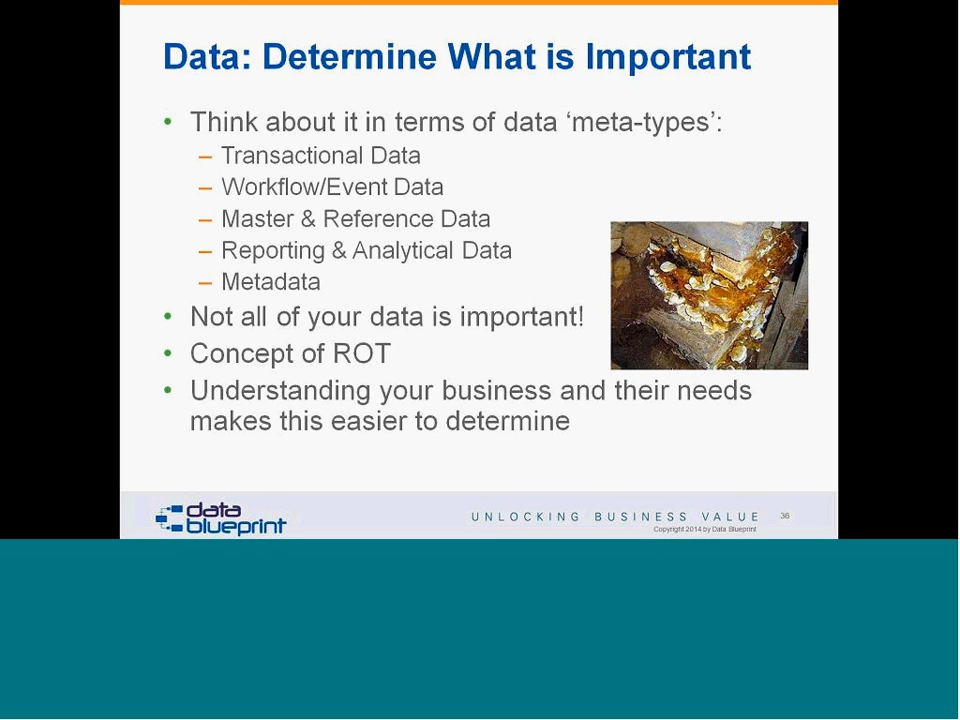 Data: Determine What is Important
• Think about it in terms of data ‘meta-types’:
– Transactional Data
– Workflow/Event Data
– Master & Reference Data
– Reporting & Analytical Data
– Metadata
• Not all of your data is important!
• Concept of ROT
• Understanding your business and their needs
makes this easier to determine
data
blueprint
UNLOCKING BUSINESS VALUE 36
Copyright 2014 by Data Blueprint